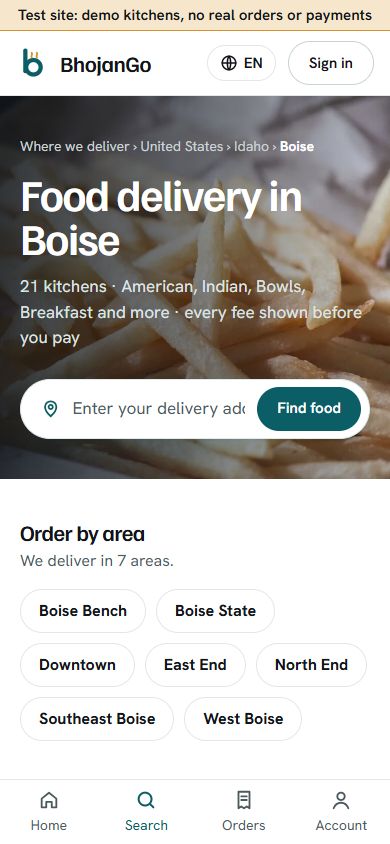 Test site: demo kitchens, no real orders or payments
BhojanGo
EN
Sign in
Where we deliver › United States › Idaho › Boise
Food delivery in
Boise
21 kitchens · American, Indian, Bowls,
Breakfast and more · every fee shown before
you pay
Enter your delivery add
Find food
Order by area
We deliver in 7 areas.
Boise Bench
Boise State
Downtown
East End
North End
Southeast Boise
West Boise
Home
Search
Orders
Account